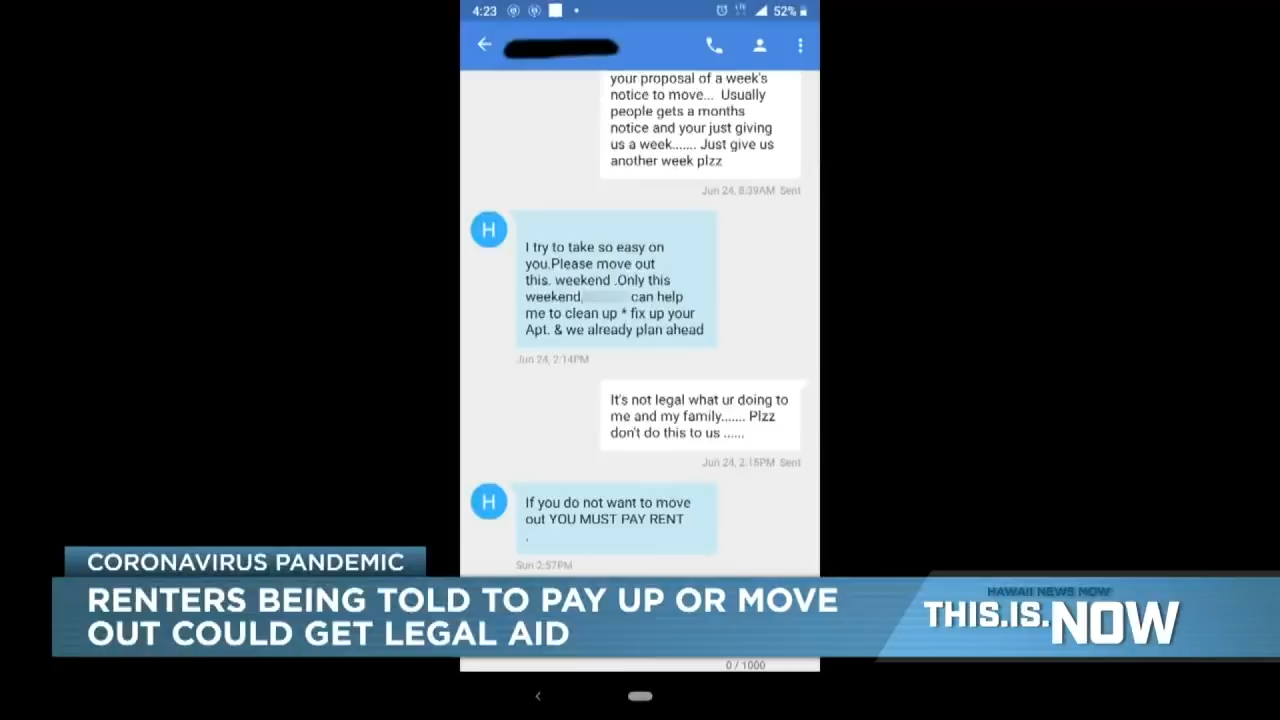 4:23
LTE
52%
your proposal of a week's
notice to move... Usually
people gets a months
notice and your just giving
us a week....... Just give us
another week plzz
Jun 24, 8:39AM Sent
H
I try to take so easy on
you.Please move out
this. weekend .Only this
weekend, can help
me to clean up * fix up your
Apt. & we already plan ahead
Jun 24, 2:14PM
It's not legal what ur doing to
me and my family....... Plzz
don't do this to us ......
Jun 24, 2:15PM Sent
H
If you do not want to move
out YOU MUST PAY RENT
.
Sun 2:57PM
CORONAVIRUS PANDEMIC
RENTERS BEING TOLD TO PAY UP OR MOVE
OUT COULD GET LEGAL AID
HAWAII NEWS NOW
THIS.IS.NOW
0 / 1000